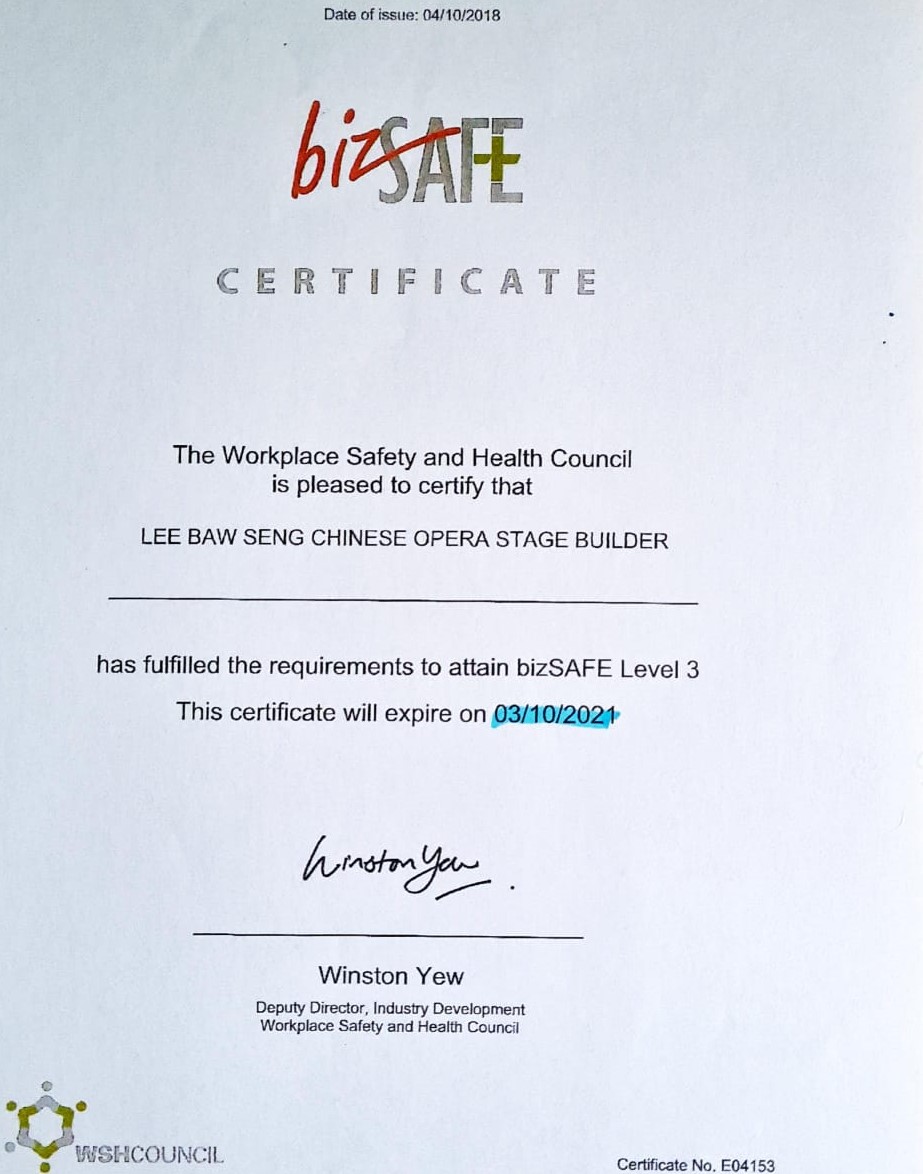 Date of issue: 04/10/2018
bizSAFE
CERTIFICATE
The Workplace Safety and Health Council
is pleased to certify that
LEE BAW SENG CHINESE OPERA STAGE BUILDER
has fulfilled the requirements to attain bizSAFE Level 3
This certificate will expire on 03/10/2021
Winston Yew
Winston Yew
Deputy Director, Industry Development
Workplace Safety and Health Council
WSHCOUNCIL
Certificate No. E04153